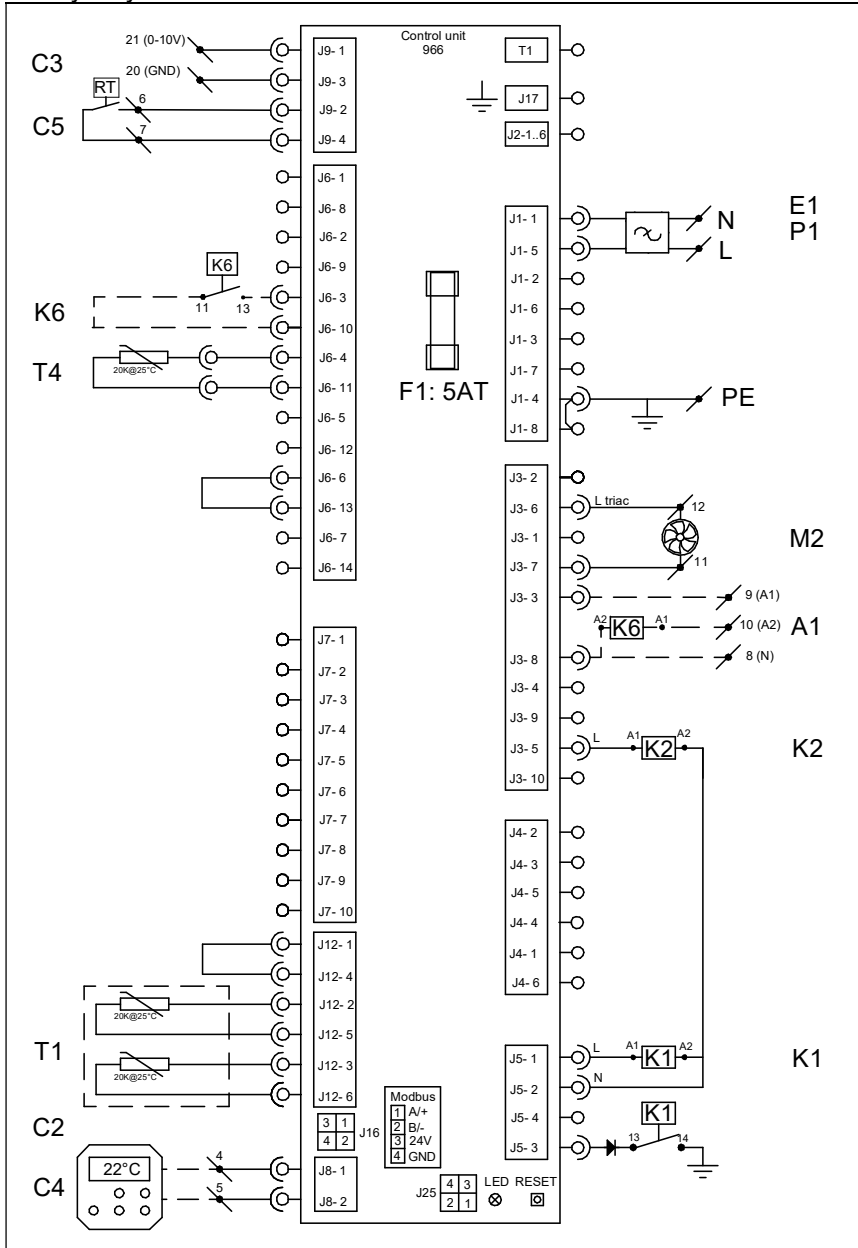 Control unit
966
C3
21 (0-10V)
20 (GND)
RT
6
7
C5
J9- 1
J9- 3
J9- 2
J9- 4
J6- 1
J6- 8
J6- 2
J6- 9
J6- 3
J6- 10
J6- 4
J6- 11
J6- 5
J6- 12
J6- 6
J6- 13
J6- 7
J6- 14
K6
K6
11
13
T4
20K@25°C
J7- 1
J7- 2
J7- 3
J7- 4
J7- 5
J7- 6
J7- 7
J7- 8
J7- 9
J7- 10
J12- 1
J12- 4
J12- 2
J12- 5
J12- 3
J12- 6
T1
20K@25°C
20K@25°C
C2
C4
22°C
4
5
J8- 1
J8- 2
3 1
4 2
J16
Modbus
1 A/+
2 B/-
3 24V
4 GND
J25
4 3
2 1
LED RESET
F1: 5AT
T1
J17
J2-1..6
J1- 1
J1- 5
J1- 2
J1- 6
J1- 3
J1- 7
J1- 4
J1- 8
N
L
E1
P1
PE
J3- 2
J3- 6
J3- 1
J3- 7
J3- 3
J3- 8
J3- 4
J3- 9
J3- 5
J3- 10
L triac
12
11
M2
9 (A1)
A2 K6 A1
10 (A2)
A1
8 (N)
L
A1 K2 A2
K2
J4- 2
J4- 3
J4- 5
J4- 4
J4- 1
J4- 6
J5- 1
J5- 2
J5- 4
J5- 3
L
A1 K1 A2
K1
N
K1
13
14